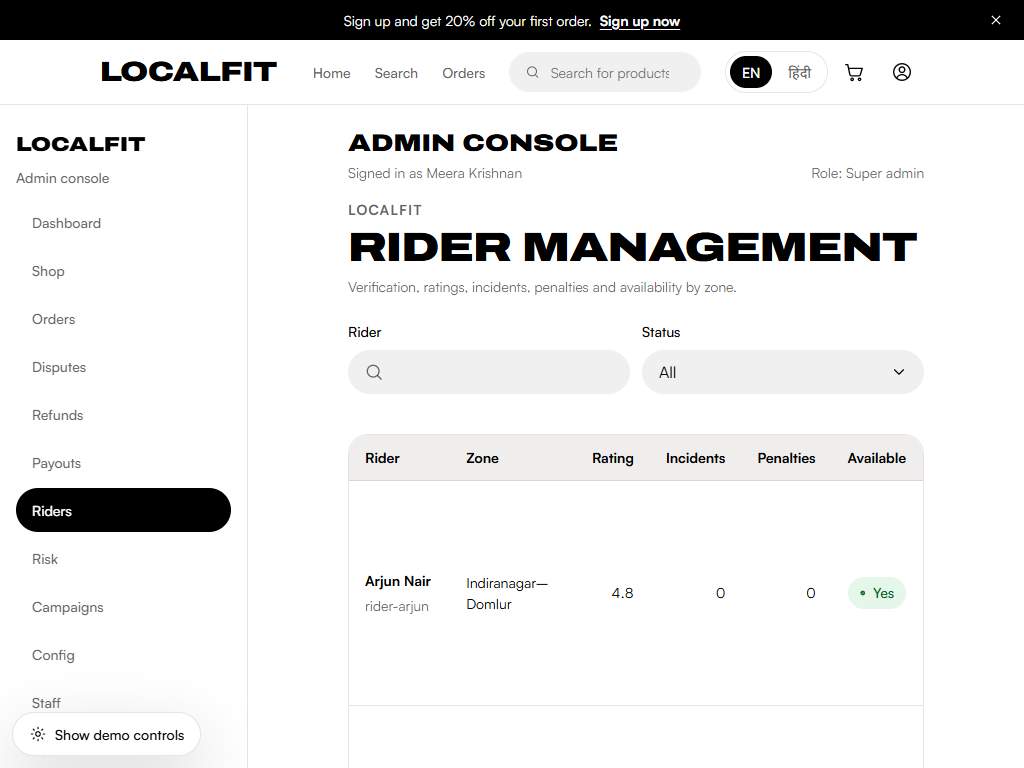 Sign up and get 20% off your first order. Sign up now
LOCALFIT
Home
Search
Orders
Search for products
EN
हिंदी
LOCALFIT
Admin console
Dashboard
Shop
Orders
Disputes
Refunds
Payouts
Riders
Risk
Campaigns
Config
Staff
Show demo controls
ADMIN CONSOLE
Signed in as Meera Krishnan
Role: Super admin
LOCALFIT
RIDER MANAGEMENT
Verification, ratings, incidents, penalties and availability by zone.
Rider
Status
All
Rider Zone Rating Incidents Penalties Available
Arjun Nair
rider-arjun
Indiranagar–
Domlur
4.8
0
0
Yes